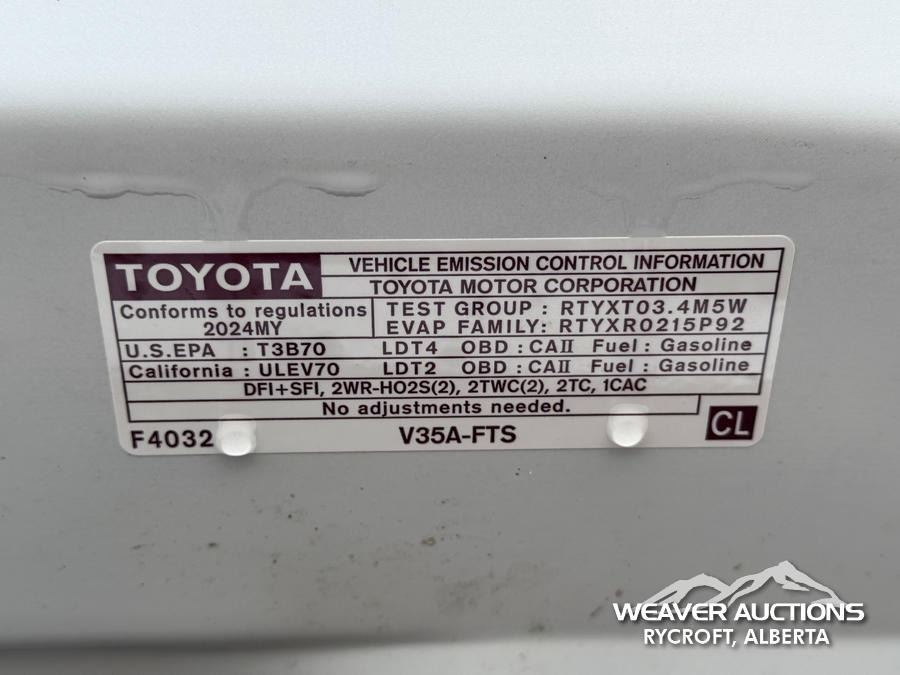 TOYOTA
VEHICLE EMISSION CONTROL INFORMATION
TOYOTA MOTOR CORPORATION
Conforms to regulations
2024MY
TEST GROUP : RTYXT03.4M5W
EVAP FAMILY: RTYXR0215P92
U.S.EPA : T3B70 LDT4 OBD : CAII Fuel : Gasoline
California : ULEV70 LDT2 OBD : CAII Fuel : Gasoline
DFI+SFI, 2WR-HO2S(2), 2TWC(2), 2TC, 1CAC
No adjustments needed.
F4032 V35A-FTS CL
WEAVER AUCTIONS
RYCROFT, ALBERTA